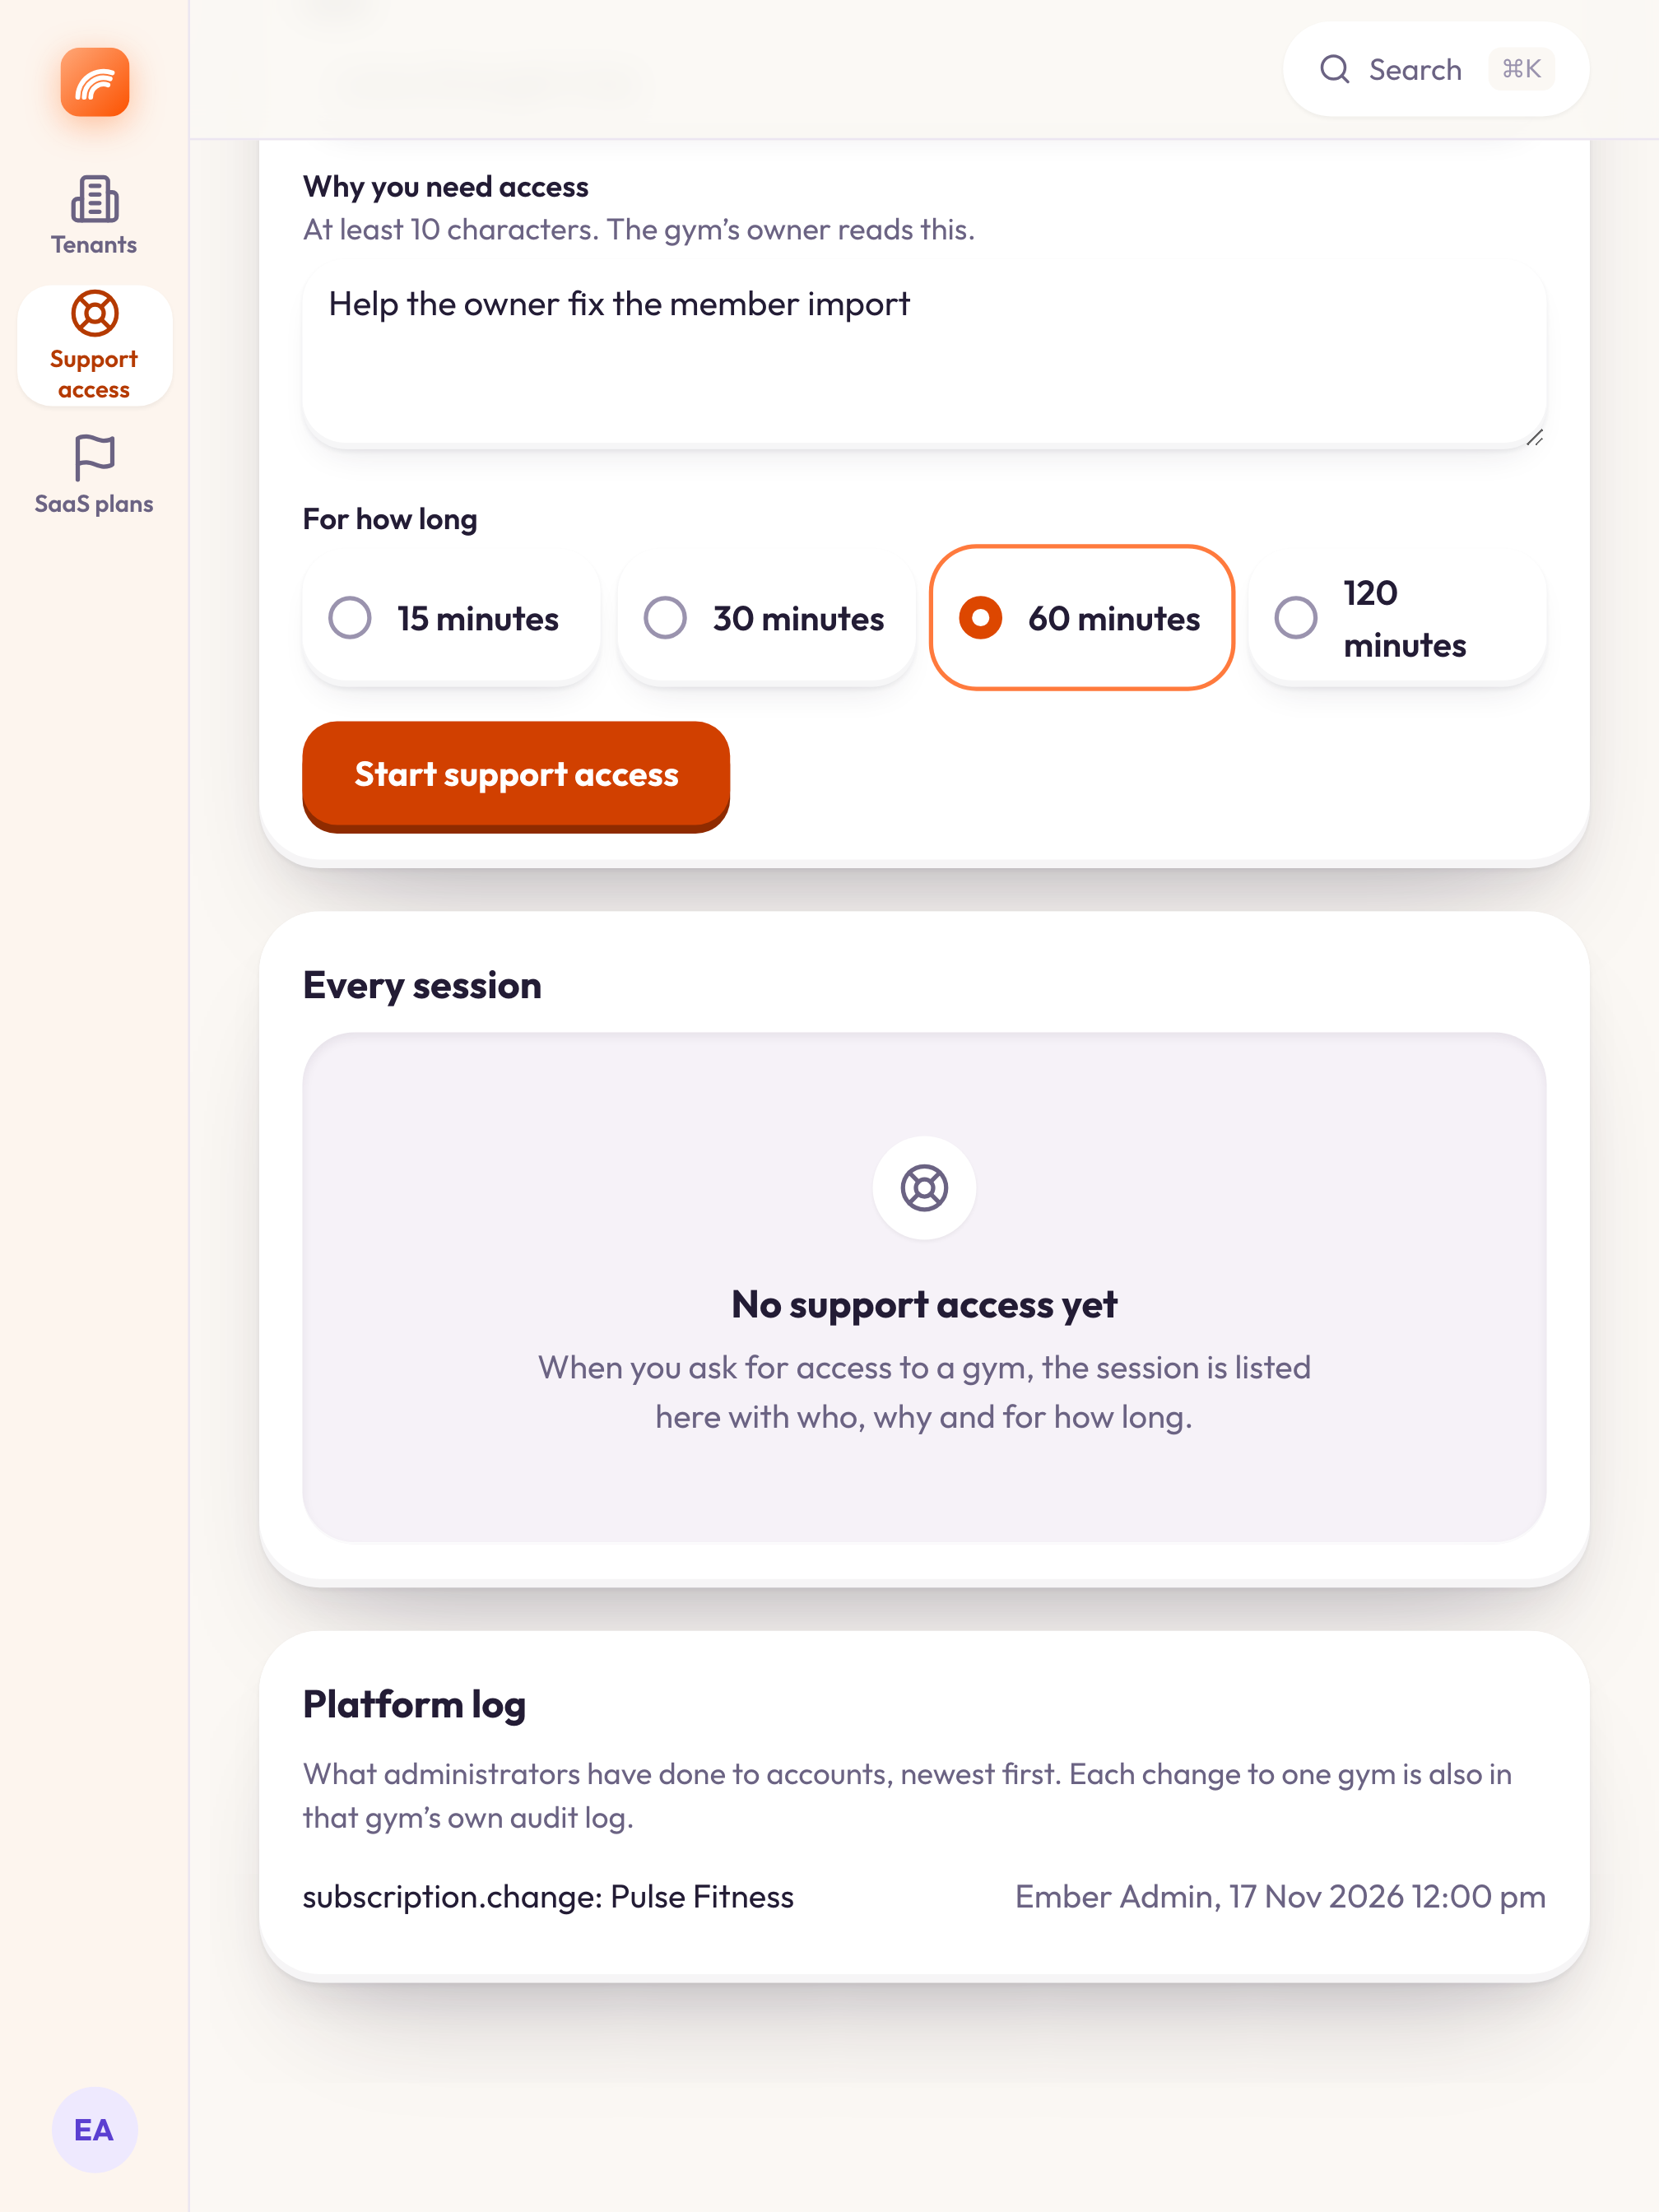 Search ⌘K
Tenants
Support
access
SaaS plans
EA
Why you need access
At least 10 characters. The gym’s owner reads this.
Help the owner fix the member import
For how long
15 minutes
30 minutes
60 minutes
120
minutes
Start support access
Every session
No support access yet
When you ask for access to a gym, the session is listed
here with who, why and for how long.
Platform log
What administrators have done to accounts, newest first. Each change to one gym is also in
that gym’s own audit log.
subscription.change: Pulse Fitness
Ember Admin, 17 Nov 2026 12:00 pm